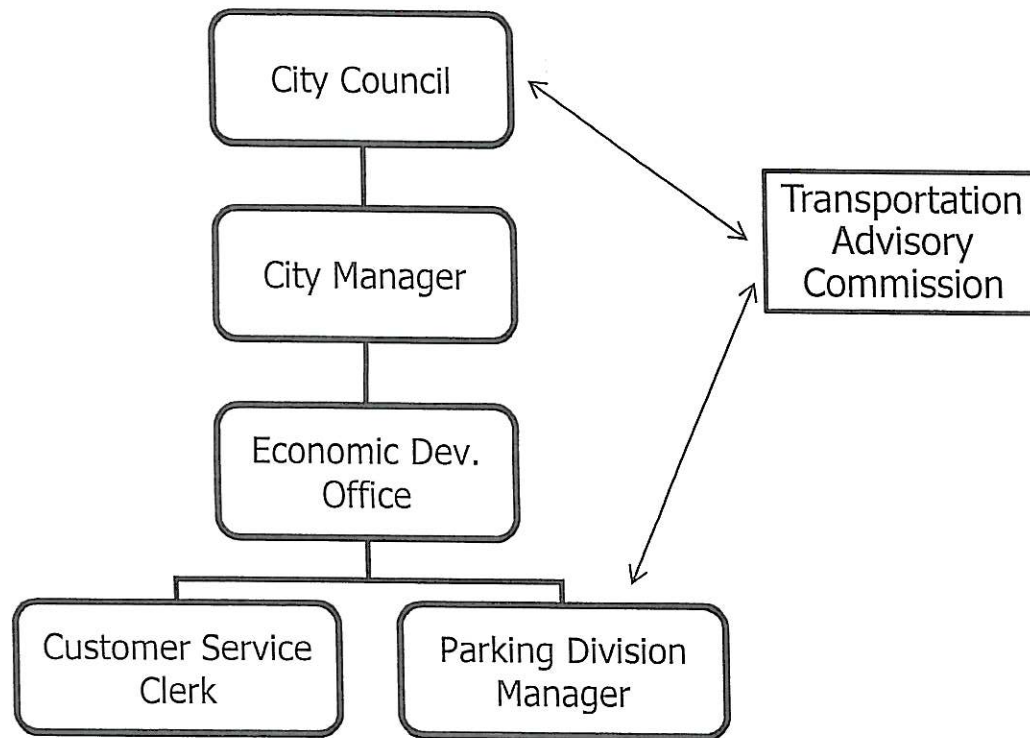 City Council
Transportation
Advisory
Commission
City Manager
Economic Dev.
Office
Customer Service
Clerk
Parking Division
Manager